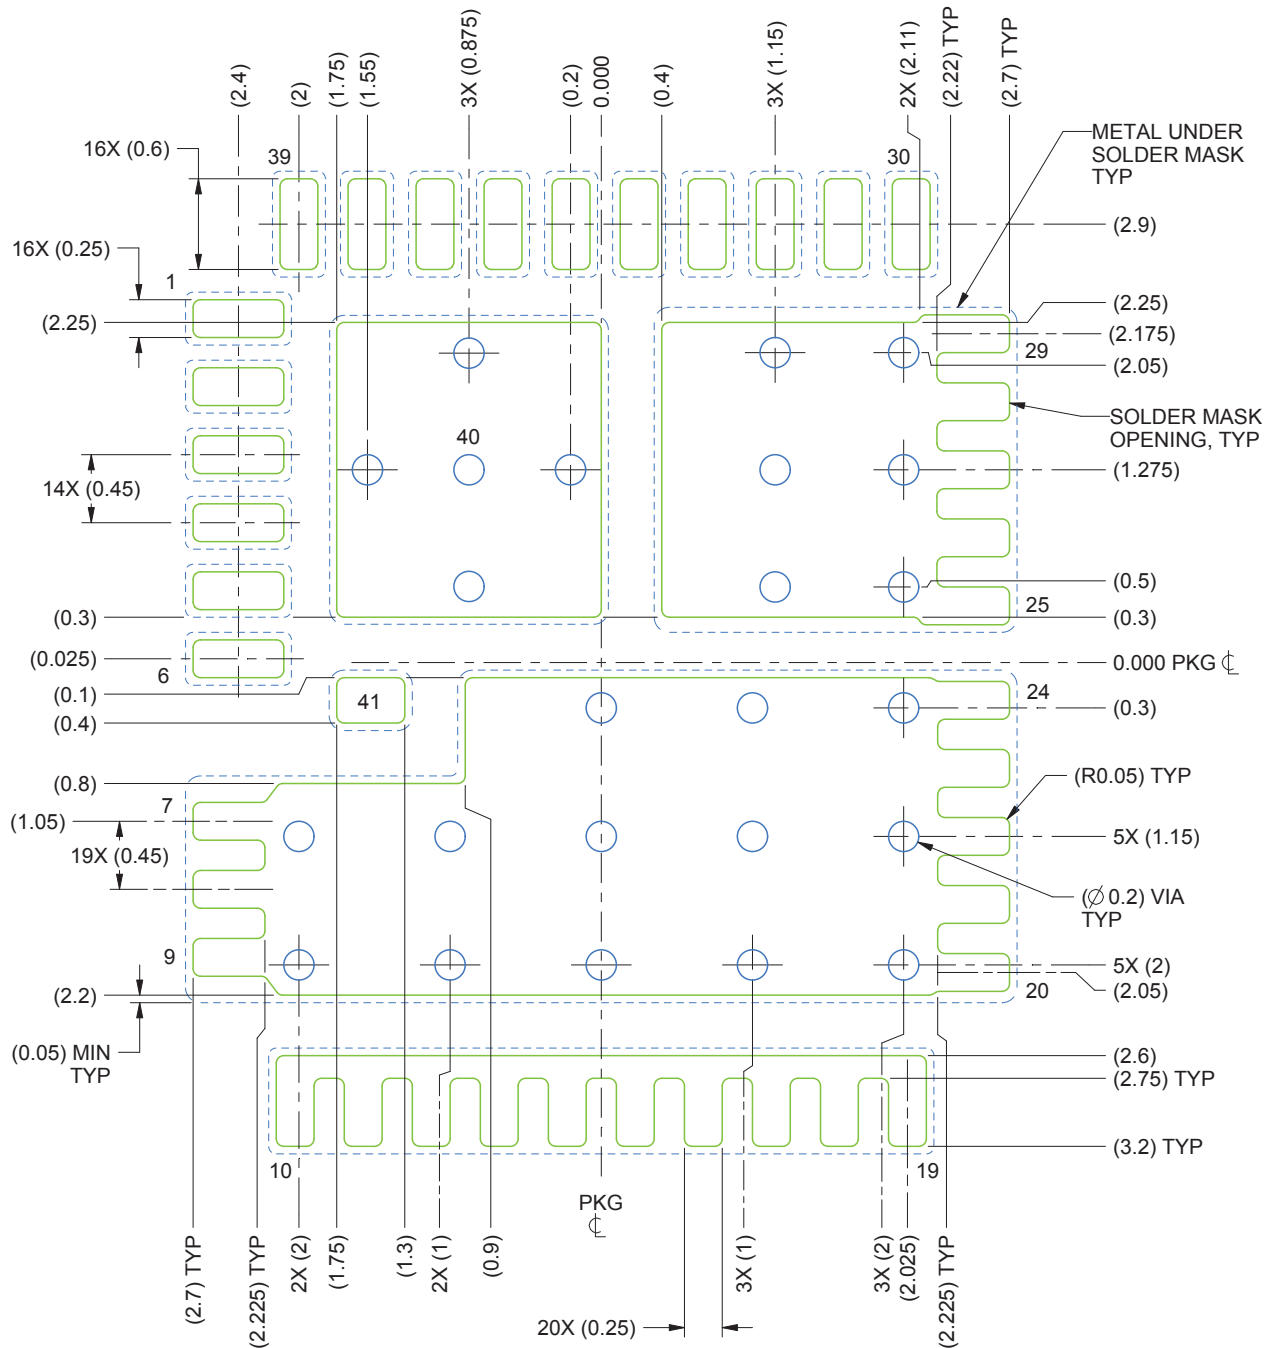 (2.4)
(2)
(1.75)
(1.55)
3X (0.875)
(0.2)
0.000
(0.4)
3X (1.15)
2X (2.11)
(2.22) TYP
(2.7) TYP
METAL UNDER
SOLDER MASK
TYP
16X (0.6)
39
30
(2.9)
16X (0.25)
1
(2.25)
(2.25)
(2.175)
29
(2.05)
SOLDER MASK
OPENING, TYP
40
(1.275)
14X (0.45)
(0.5)
25
(0.3)
(0.3)
(0.025)
6
0.000 PKG ℄
(0.1)
41
24
(0.3)
(0.4)
(0.8)
(R0.05) TYP
7
(1.05)
5X (1.15)
19X (0.45)
(∅ 0.2) VIA
TYP
9
5X (2)
(2.2)
20
(2.05)
(0.05) MIN
TYP
(2.6)
(2.75) TYP
(3.2) TYP
10
19
PKG
℄
(2.7) TYP
(2.225) TYP
2X (2)
(1.75)
(1.3)
2X (1)
(0.9)
20X (0.25)
3X (1)
3X (2)
(2.025)
(2.225) TYP